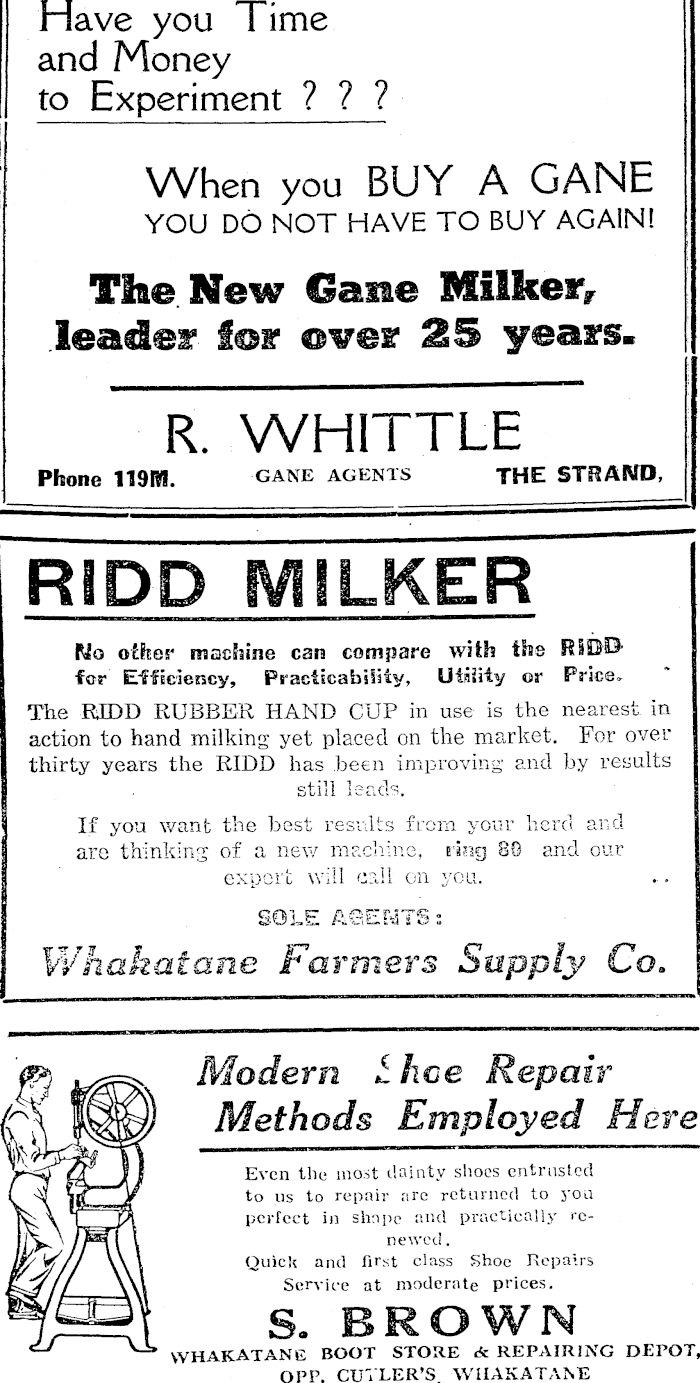 Have you Time
and Money
to Experiment ? ? ?
When you BUY A GANE
YOU DO NOT HAVE TO BUY AGAIN!
The New Gane Milker,
leader for over 25 years.
R. WHITTLE
Phone 119M. GANE AGENTS THE STRAND,
RIDD MILKER
No other machine can compare with the RIDD
for Efficiency, Practicability, Utility or Price.
The RIDD RUBBER HAND CUP in use is the nearest in
action to hand milking yet placed on the market. For over
thirty years the RIDD has been improving and by results
still leads.
If you want the best results from your herd and
are thinking of a new machine, ring 80 and our
expert will call on you.
SOLE AGENTS:
Whakatane Farmers Supply Co.
Modern Shoe Repair
Methods Employed Here
Even the most dainty shoes entrusted
to us to repair are returned to you
perfect in shape and practically re-
newed.
Quick and first class Shoe Repairs
Service at moderate prices.
S. BROWN
WHAKATANE BOOT STORE & REPAIRING DEPOT,
OPP. CUTLER'S, WHAKATANE